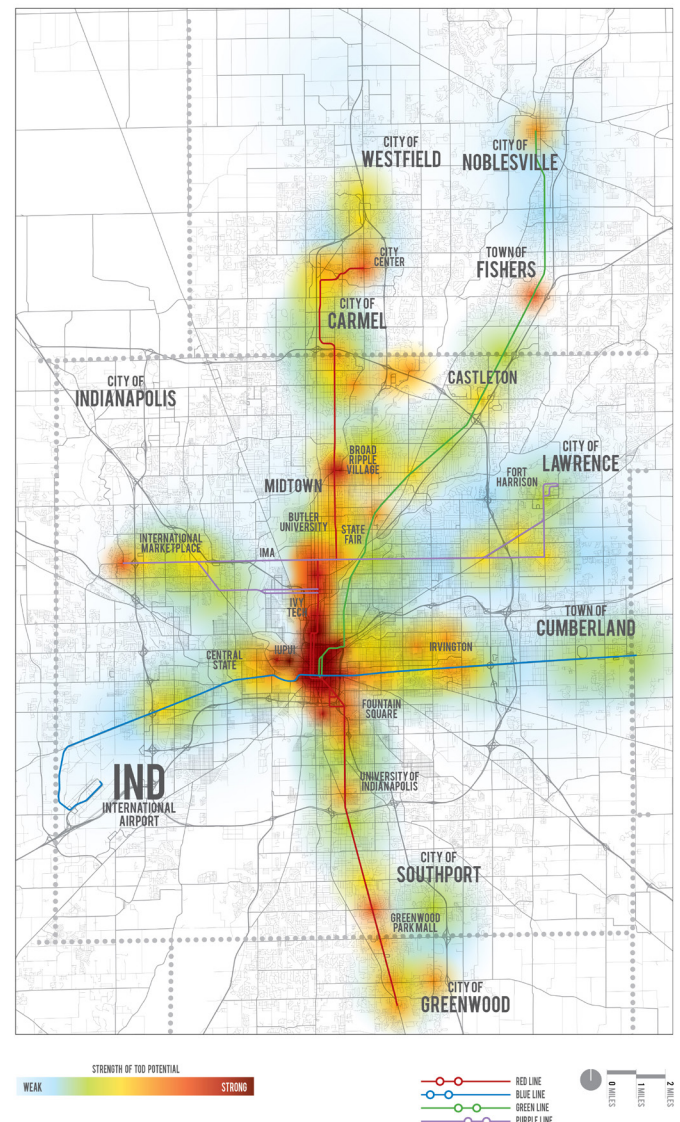 CITY OF
WESTFIELD
CITY OF
NOBLESVILLE
CITY
CENTER
TOWN OF
FISHERS
CITY OF
CARMEL
CITY OF
INDIANAPOLIS
CASTLETON
BROAD
RIPPLE
VILLAGE
CITY OF
LAWRENCE
FORT
HARRISON
MIDTOWN
BUTLER
UNIVERSITY
STATE
FAIR
INTERNATIONAL
MARKETPLACE
IMA
IVY
TECH
TOWN OF
CUMBERLAND
CENTRAL
STATE
IUPUI
IRVINGTON
FOUNTAIN
SQUARE
IND
INTERNATIONAL
AIRPORT
UNIVERSITY OF
INDIANAPOLIS
CITY OF
SOUTHPORT
GREENWOOD
PARK MALL
CITY OF
GREENWOOD
STRENGTH OF TOD POTENTIAL
WEAK
STRONG
RED LINE
BLUE LINE
GREEN LINE
PURPLE LINE
0 MILES
1 MILES
2 MILES